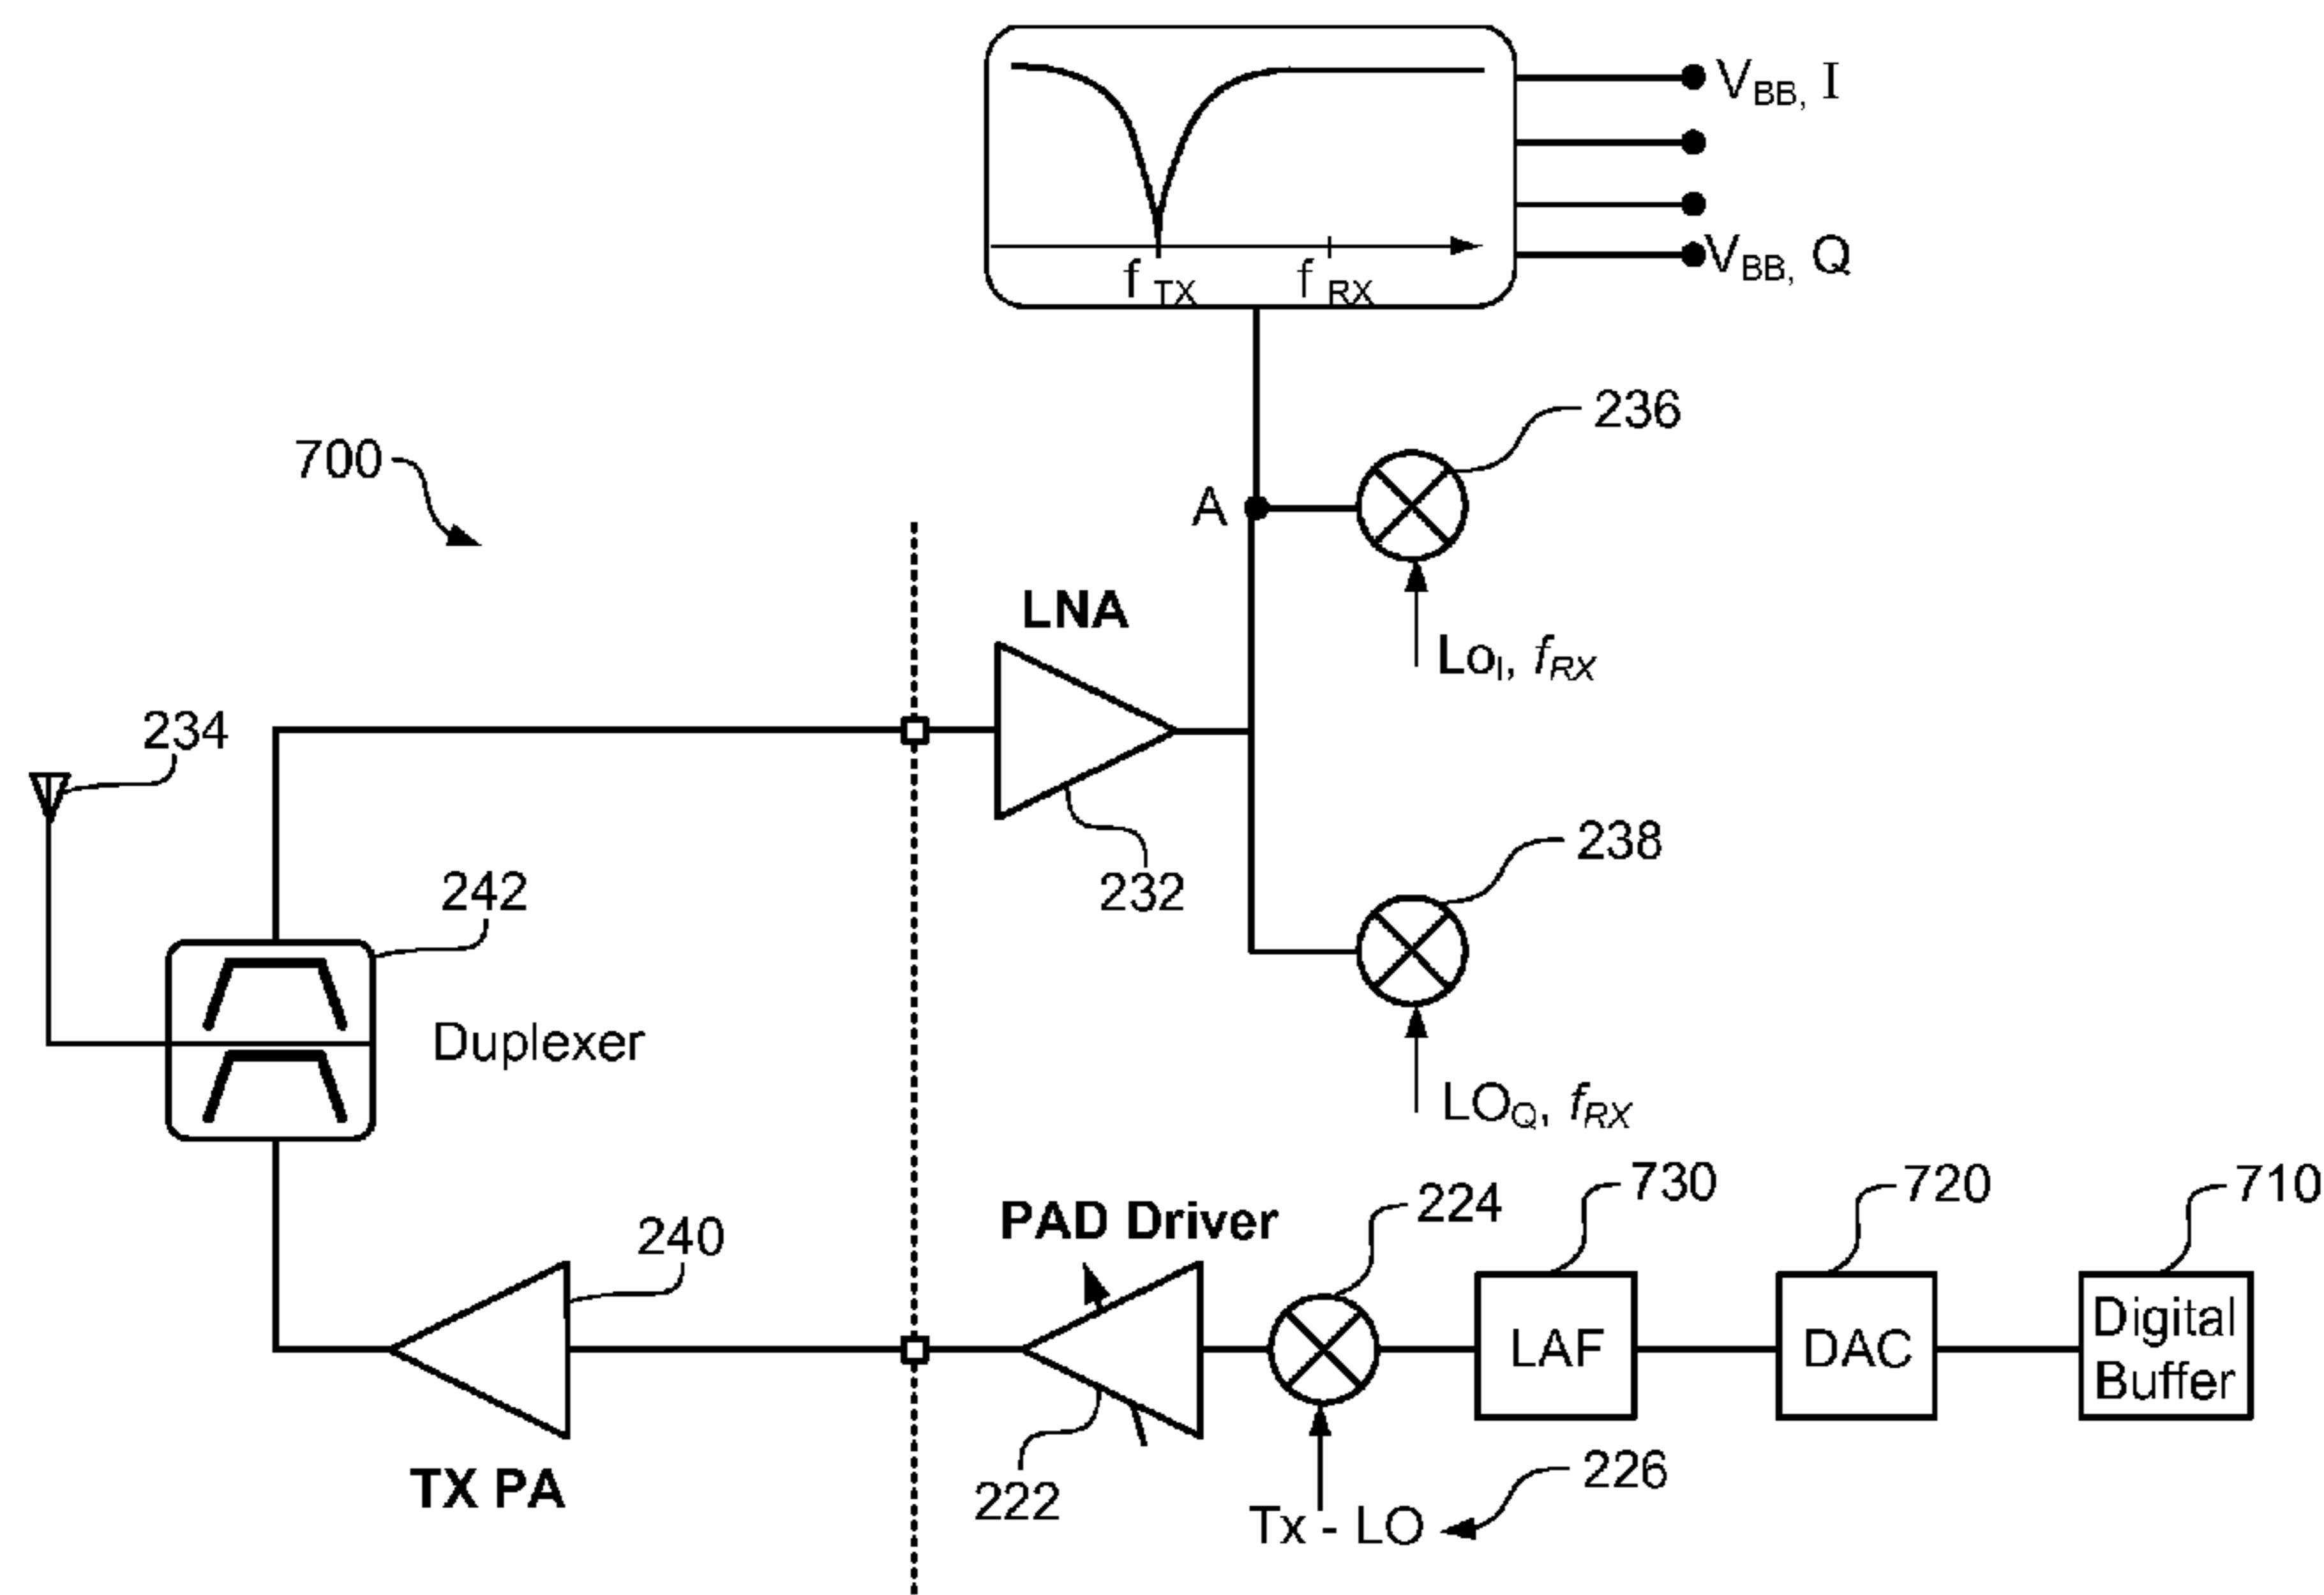 V_BB, I
V_BB, Q
f_TX
f_RX
236
700
A
LNA
Lo_I, f_RX
234
238
242
232
Duplexer
LO_Q, f_RX
730
720
710
224
PAD Driver
240
LAF
DAC
Digital
Buffer
TX PA
222
226
Tx - LO